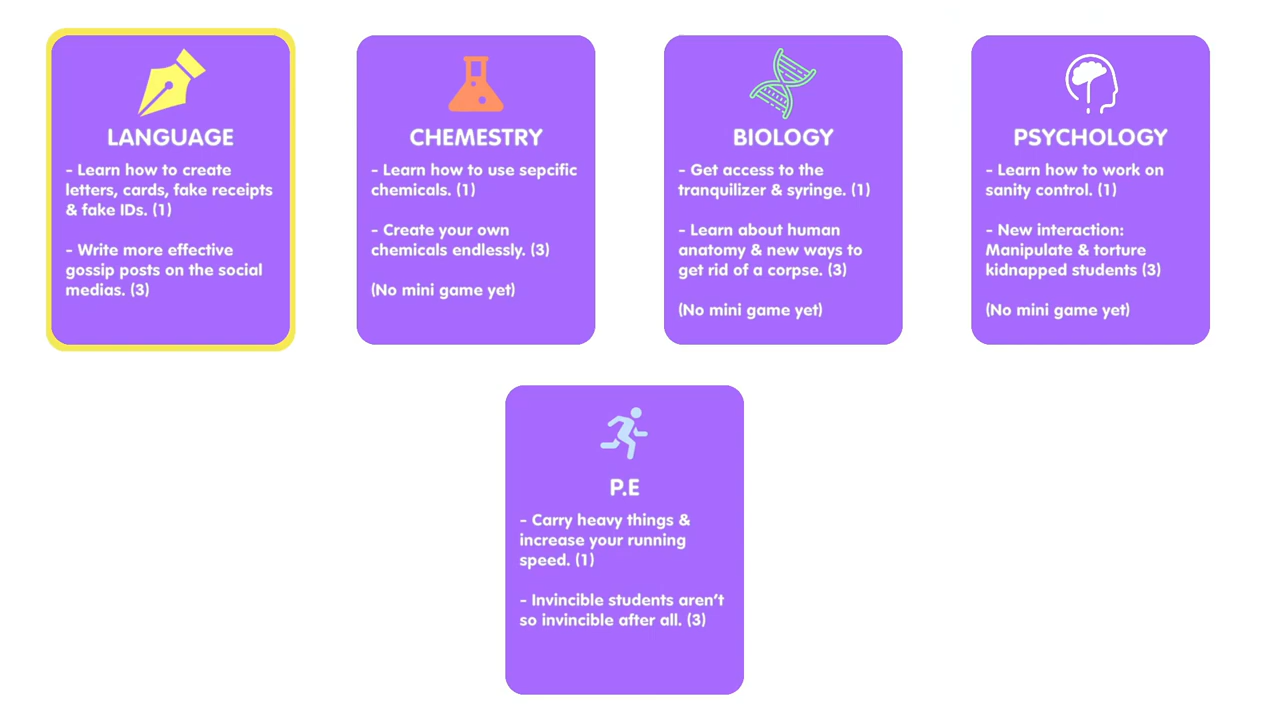 LANGUAGE
- Learn how to create
letters, cards, fake receipts
& fake IDs. (1)
- Write more effective
gossip posts on the social
medias. (3)
CHEMESTRY
- Learn how to use sepcific
chemicals. (1)
- Create your own
chemicals endlessly. (3)
(No mini game yet)
BIOLOGY
- Get access to the
tranquilizer & syringe. (1)
- Learn about human
anatomy & new ways to
get rid of a corpse. (3)
(No mini game yet)
PSYCHOLOGY
- Learn how to work on
sanity control. (1)
- New interaction:
Manipulate & torture
kidnapped students (3)
(No mini game yet)
P.E
- Carry heavy things &
increase your running
speed. (1)
- Invincible students aren't
so invincible after all. (3)